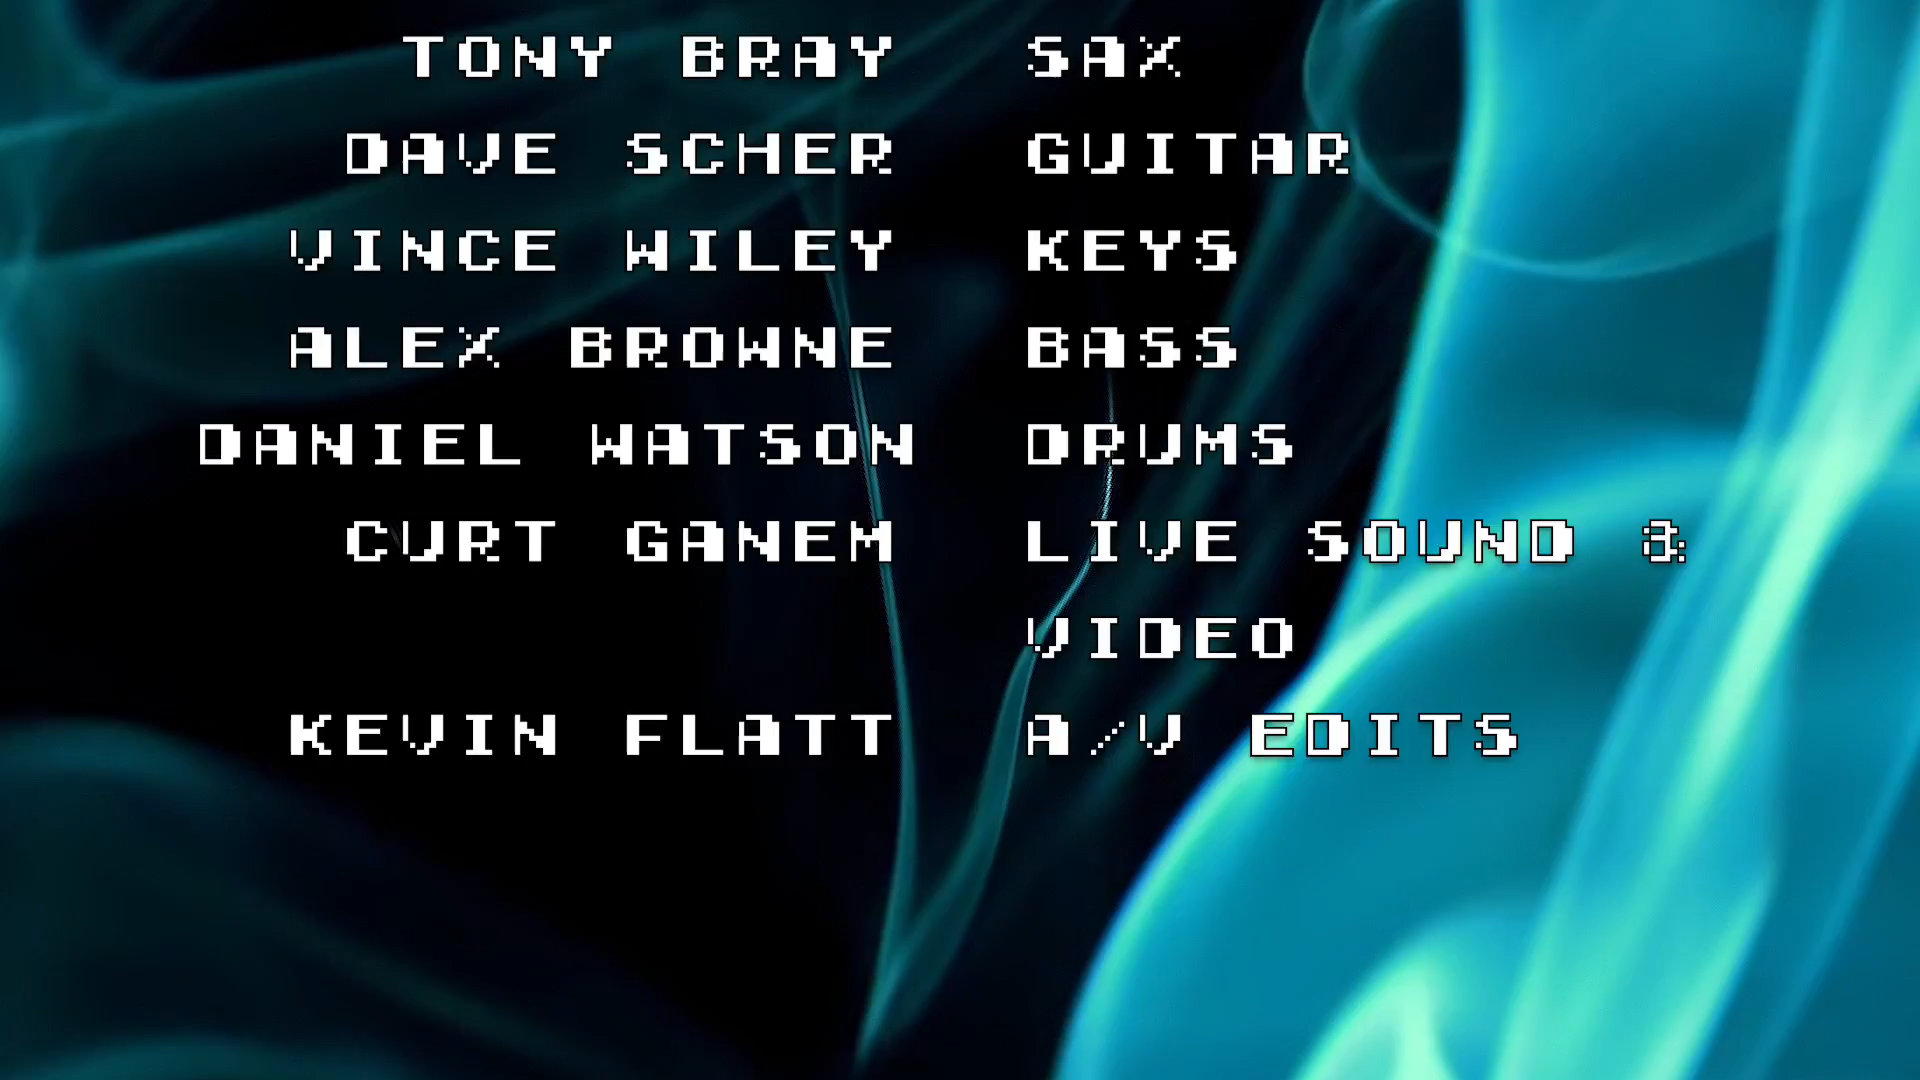 TONY BRAY SAX
DAVE SCHER GUITAR
VINCE WILEY KEYS
ALEX BROWNE BASS
DANIEL WATSON DRUMS
CURT GANEM LIVE SOUND &
VIDEO
KEVIN FLATT A/V EDITS